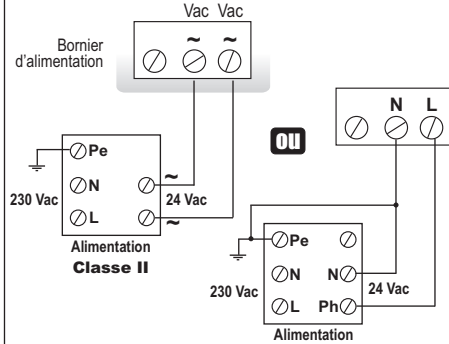 Vac Vac
~ ~
Bornier
d'alimentation
Pe
N
L
230 Vac
~
24 Vac
~
Alimentation
Classe II
ou
N L
Pe
N
L
230 Vac
N
Ph
24 Vac
Alimentation